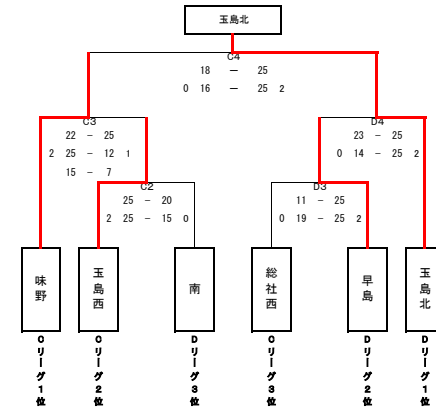 玉島北
C4
18 － 25
0 16 － 25 2
C3
22 － 25
2 25 － 12 1
15 － 7
D4
23 － 25
0 14 － 25 2
C2
25 － 20
2 25 － 15 0
D3
11 － 25
0 19 － 25 2
味野
玉島西
南
総社西
早島
玉島北
Cリーグ1位
Cリーグ2位
Dリーグ3位
Cリーグ3位
Dリーグ2位
Dリーグ1位